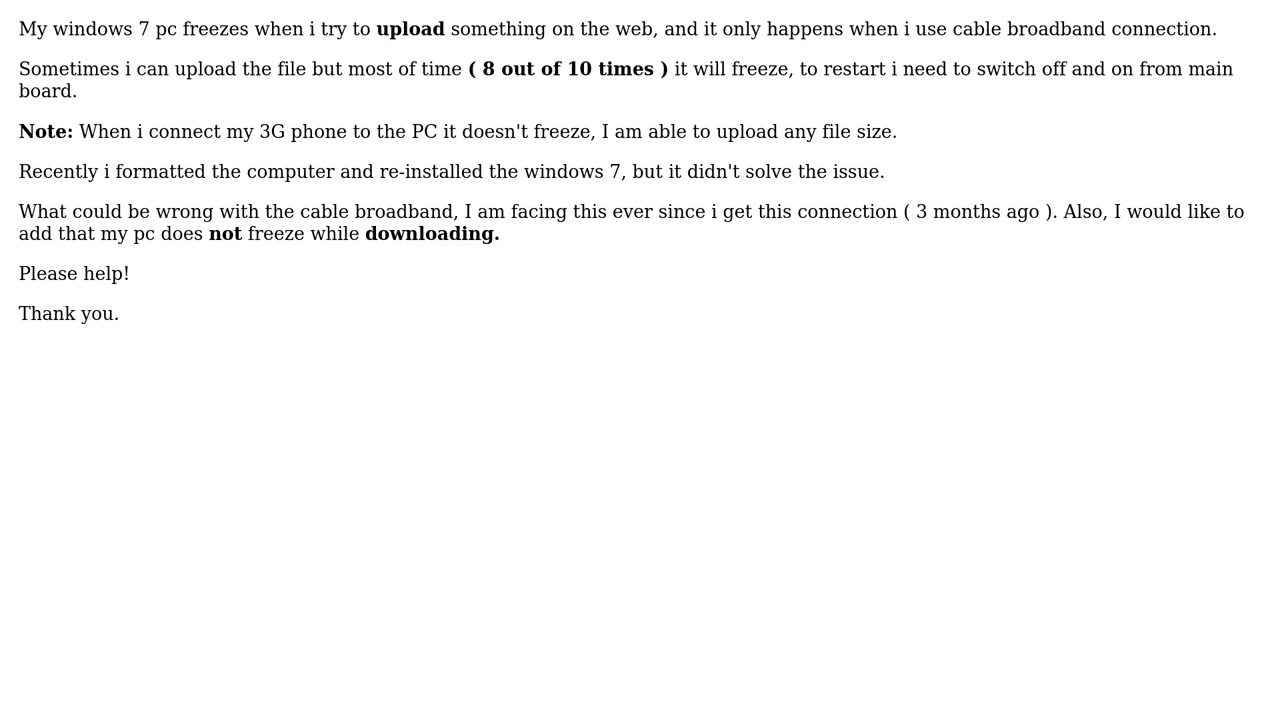 My windows 7 pc freezes when i try to upload something on the web, and it only happens when i use cable broadband connection.
Sometimes i can upload the file but most of time ( 8 out of 10 times ) it will freeze, to restart i need to switch off and on from main
board.
Note: When i connect my 3G phone to the PC it doesn't freeze, I am able to upload any file size.
Recently i formatted the computer and re-installed the windows 7, but it didn't solve the issue.
What could be wrong with the cable broadband, I am facing this ever since i get this connection ( 3 months ago ). Also, I would like to
add that my pc does not freeze while downloading.
Please help!
Thank you.